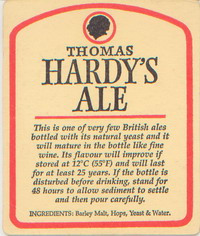 THOMAS
HARDY'S
ALE
This is one of very few British ales
bottled with its natural yeast and it
will mature in the bottle like fine
wine. Its flavour will improve if
stored at 12°C (55°F) and will last
for at least 25 years. If the bottle is
disturbed before drinking, stand for
48 hours to allow sediment to settle
and then pour carefully.
INGREDIENTS: Barley Malt, Hops, Yeast & Water.